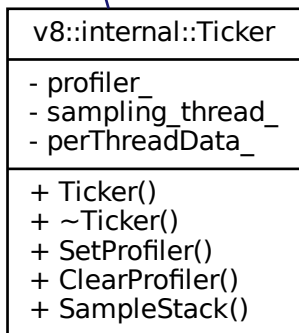 v8::internal::Ticker
- profiler_
- sampling_thread_
- perThreadData_
+ Ticker()
+ ~Ticker()
+ SetProfiler()
+ ClearProfiler()
+ SampleStack()